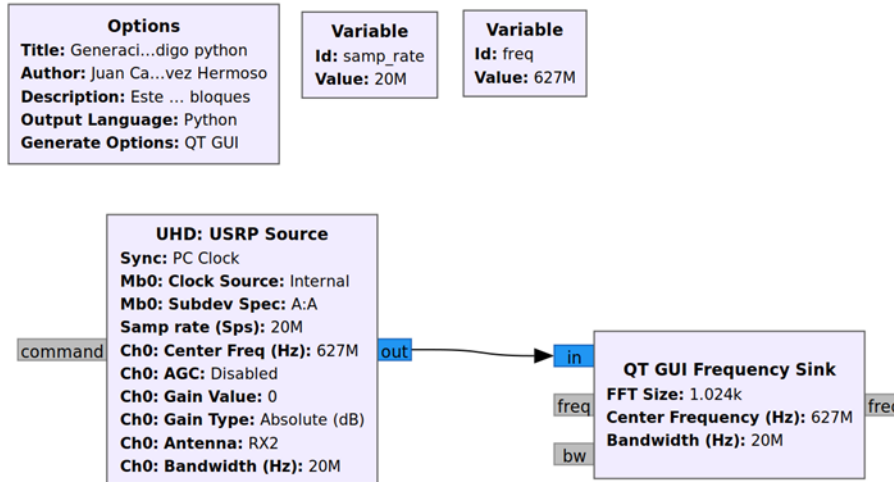 Options
Title: Generaci...digo python
Author: Juan Ca...vez Hermoso
Description: Este ... bloques
Output Language: Python
Generate Options: QT GUI
Variable
Id: samp_rate
Value: 20M
Variable
Id: freq
Value: 627M
UHD: USRP Source
Sync: PC Clock
Mb0: Clock Source: Internal
Mb0: Subdev Spec: A:A
Samp rate (Sps): 20M
Ch0: Center Freq (Hz): 627M
Ch0: AGC: Disabled
Ch0: Gain Value: 0
Ch0: Gain Type: Absolute (dB)
Ch0: Antenna: RX2
Ch0: Bandwidth (Hz): 20M
command
out
in
freq
bw
QT GUI Frequency Sink
FFT Size: 1.024k
Center Frequency (Hz): 627M
Bandwidth (Hz): 20M
freq